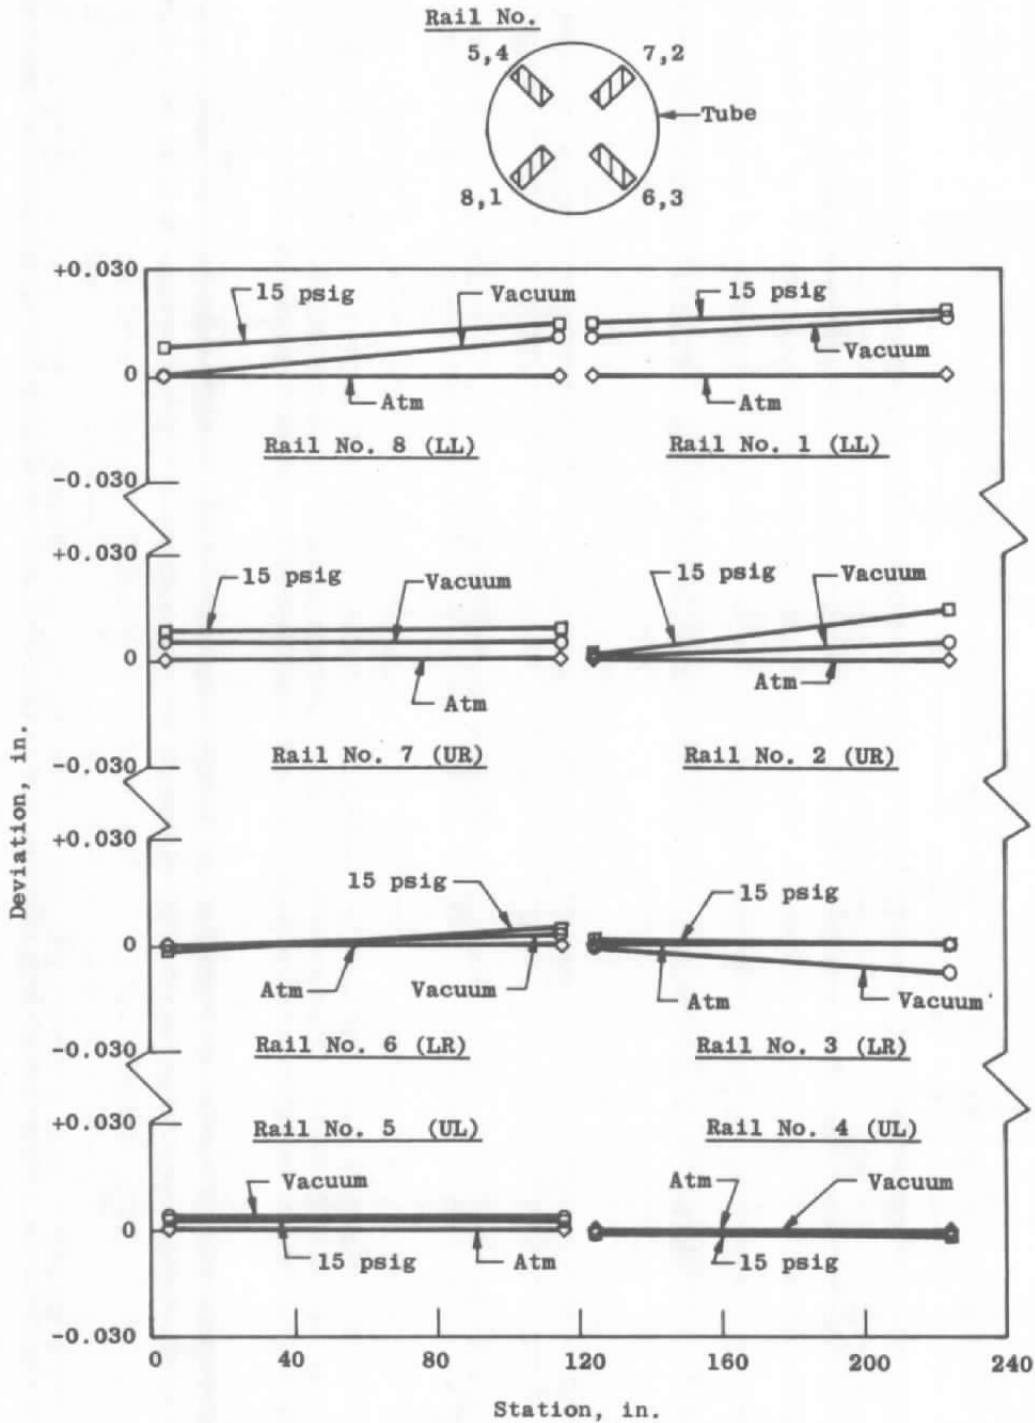 Rail No.
5,4
7,2
Tube
8,1
6,3
+0.030
15 psig
Vacuum
15 psig
Vacuum
0
Atm
Atm
Rail No. 8 (LL)
Rail No. 1 (LL)
-0.030
+0.030
15 psig
Vacuum
15 psig
Vacuum
0
Atm
Atm
Rail No. 7 (UR)
Rail No. 2 (UR)
-0.030
+0.030
15 psig
15 psig
0
Atm
Vacuum
Atm
Vacuum
Rail No. 6 (LR)
Rail No. 3 (LR)
-0.030
+0.030
Rail No. 5 (UL)
Rail No. 4 (UL)
Vacuum
Atm
Vacuum
0
15 psig
Atm
15 psig
-0.030
0
40
80
120
160
200
240
Station, in.
Deviation, in.